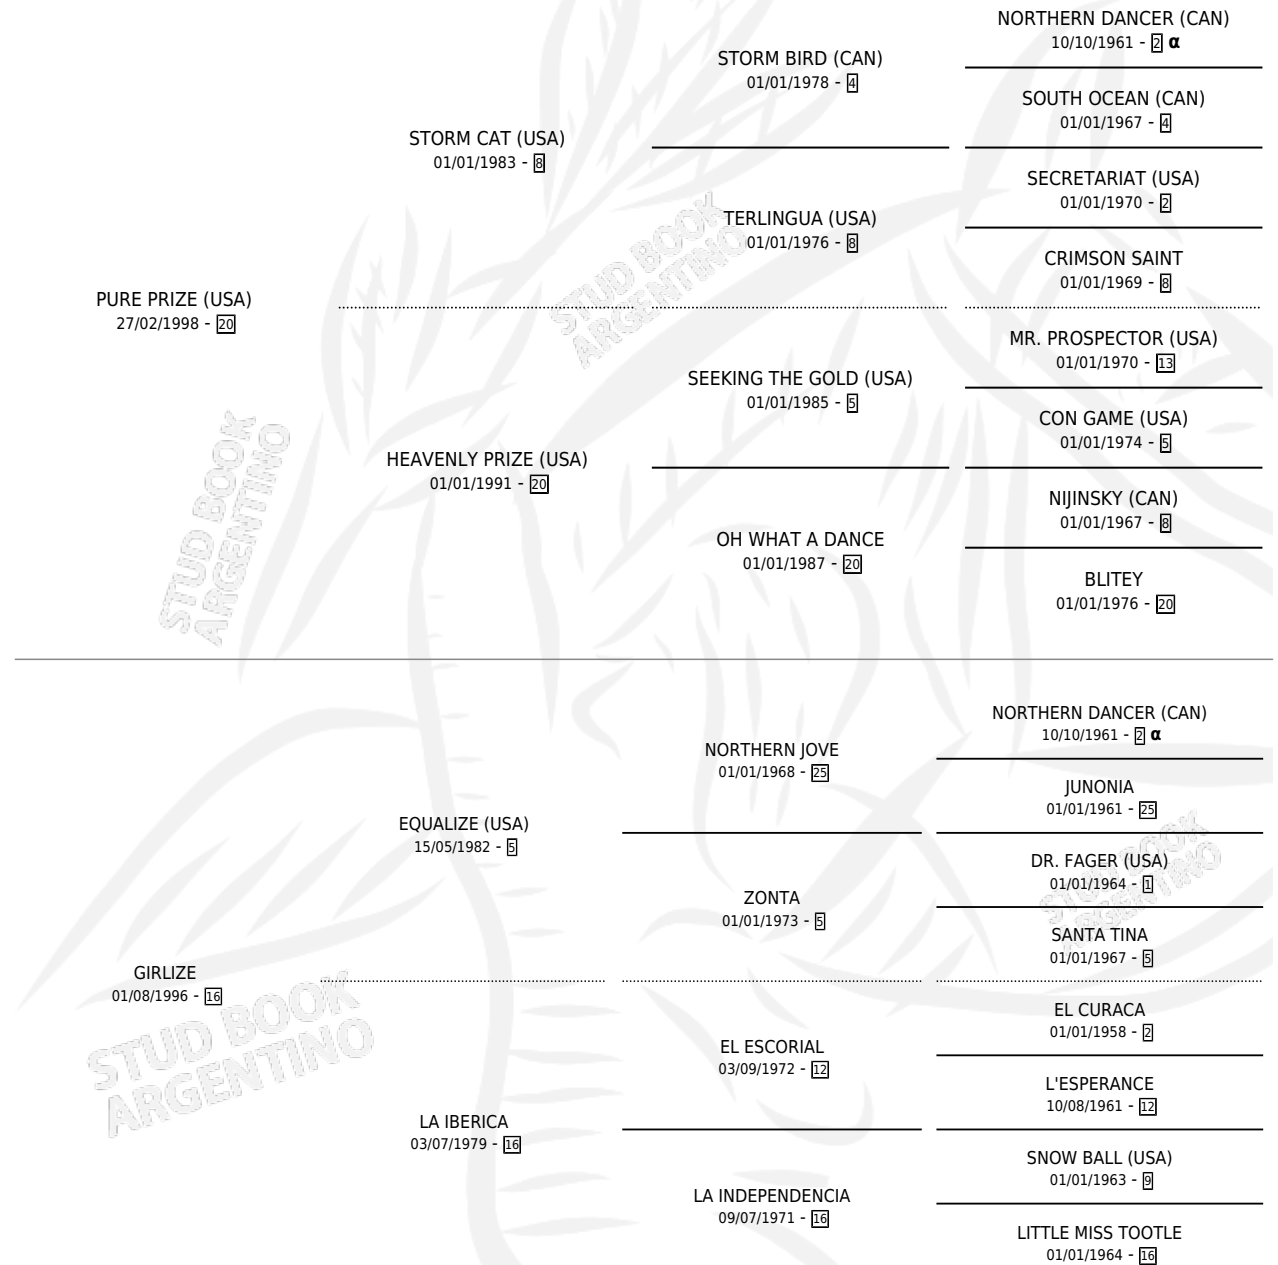 NORTHERN DANCER (CAN)
10/10/1961 - 2 α
STORM BIRD (CAN)
01/01/1978 - 4
SOUTH OCEAN (CAN)
01/01/1967 - 4
STORM CAT (USA)
01/01/1983 - 8
SECRETARIAT (USA)
01/01/1970 - 2
TERLINGUA (USA)
01/01/1976 - 8
CRIMSON SAINT
01/01/1969 - 8
PURE PRIZE (USA)
27/02/1998 - 20
MR. PROSPECTOR (USA)
01/01/1970 - 13
SEEKING THE GOLD (USA)
01/01/1985 - 5
CON GAME (USA)
01/01/1974 - 5
HEAVENLY PRIZE (USA)
01/01/1991 - 20
NIJINSKY (CAN)
01/01/1967 - 8
OH WHAT A DANCE
01/01/1987 - 20
BLITEY
01/01/1976 - 20
NORTHERN DANCER (CAN)
10/10/1961 - 2 α
NORTHERN JOVE
01/01/1968 - 25
JUNONIA
01/01/1961 - 25
EQUALIZE (USA)
15/05/1982 - 5
DR. FAGER (USA)
01/01/1964 - 1
ZONTA
01/01/1973 - 5
SANTA TINA
01/01/1967 - 5
GIRLIZE
01/08/1996 - 16
EL CURACA
01/01/1958 - 2
EL ESCORIAL
03/09/1972 - 12
L'ESPERANCE
10/08/1961 - 12
LA IBERICA
03/07/1979 - 16
SNOW BALL (USA)
01/01/1963 - 9
LA INDEPENDENCIA
09/07/1971 - 16
LITTLE MISS TOOTLE
01/01/1964 - 16
STUD BOOK
ARGENTINO
STUD BOOK
ARGENTINO
STUD BOOK
ARGENTINO
STUD BOOK
ARGENTINO